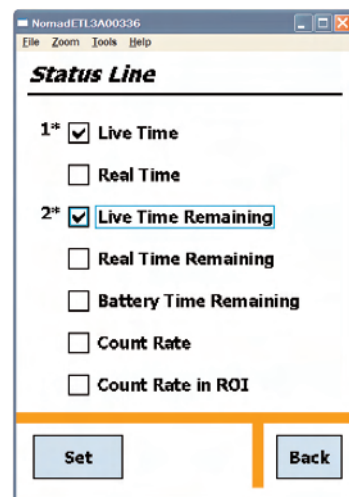 NomadETL3A00336
File Zoom Tools Help
Status Line
1* Live Time
Real Time
2* Live Time Remaining
Real Time Remaining
Battery Time Remaining
Count Rate
Count Rate in ROI
Set Back